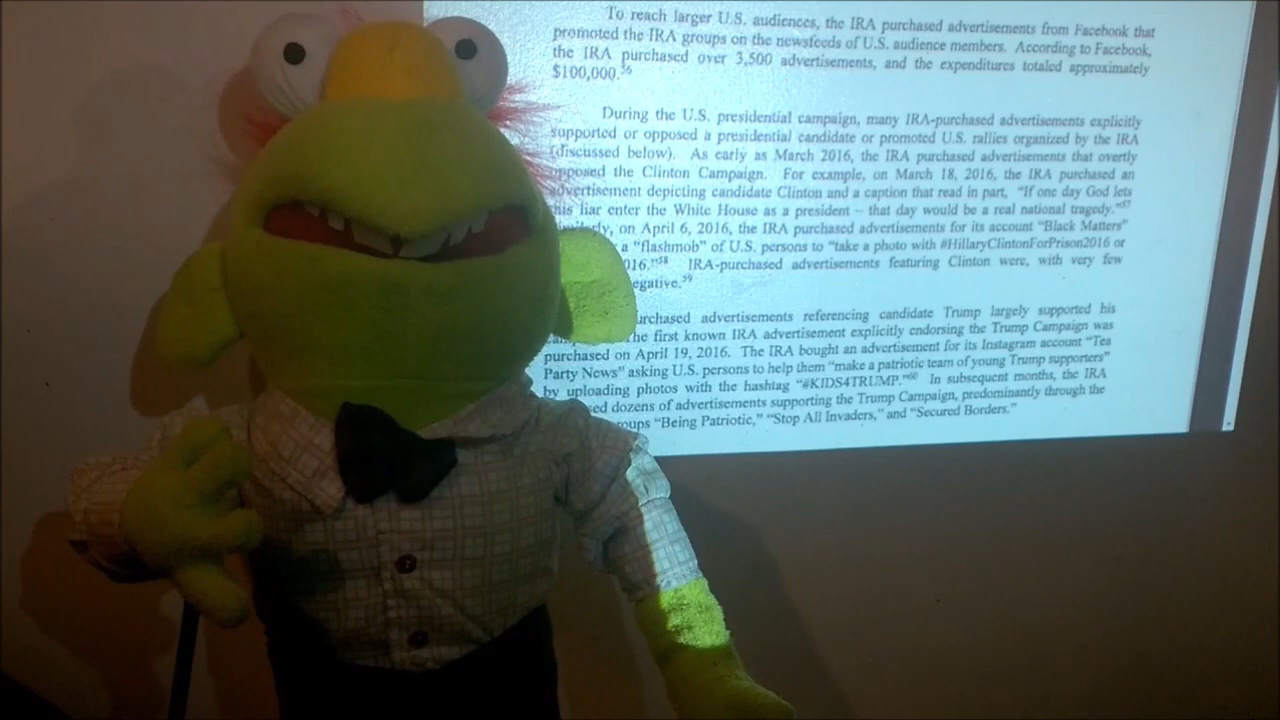 To reach larger U.S. audiences, the IRA purchased advertisements from Facebook that
promoted the IRA groups on the newsfeeds of U.S. audience members. According to Facebook,
the IRA purchased over 3,500 advertisements, and the expenditures totaled approximately
$100,000.56
During the U.S. presidential campaign, many IRA-purchased advertisements explicitly
supported or opposed a presidential candidate or promoted U.S. rallies organized by the IRA
(discussed below). As early as March 2016, the IRA purchased advertisements that overtly
opposed the Clinton Campaign. For example, on March 18, 2016, the IRA purchased an
advertisement depicting candidate Clinton and a caption that read in part, “If one day God lets
this liar enter the White House as a president – that day would be a real national tragedy.”57
on April 6, 2016, the IRA purchased advertisements for its account “Black Matters”
a “flashmob” of U.S. persons to “take a photo with #HillaryClintonForPrison2016 or
016.”58 IRA-purchased advertisements featuring Clinton were, with very few
egative.59
urchased advertisements referencing candidate Trump largely supported his
he first known IRA advertisement explicitly endorsing the Trump Campaign was
purchased on April 19, 2016. The IRA bought an advertisement for its Instagram account “Tea
Party News” asking U.S. persons to help them “make a patriotic team of young Trump supporters”
by uploading photos with the hashtag “#KIDS4TRUMP.”60 In subsequent months, the IRA
ed dozens of advertisements supporting the Trump Campaign, predominantly through the
roups “Being Patriotic,” “Stop All Invaders,” and “Secured Borders.”